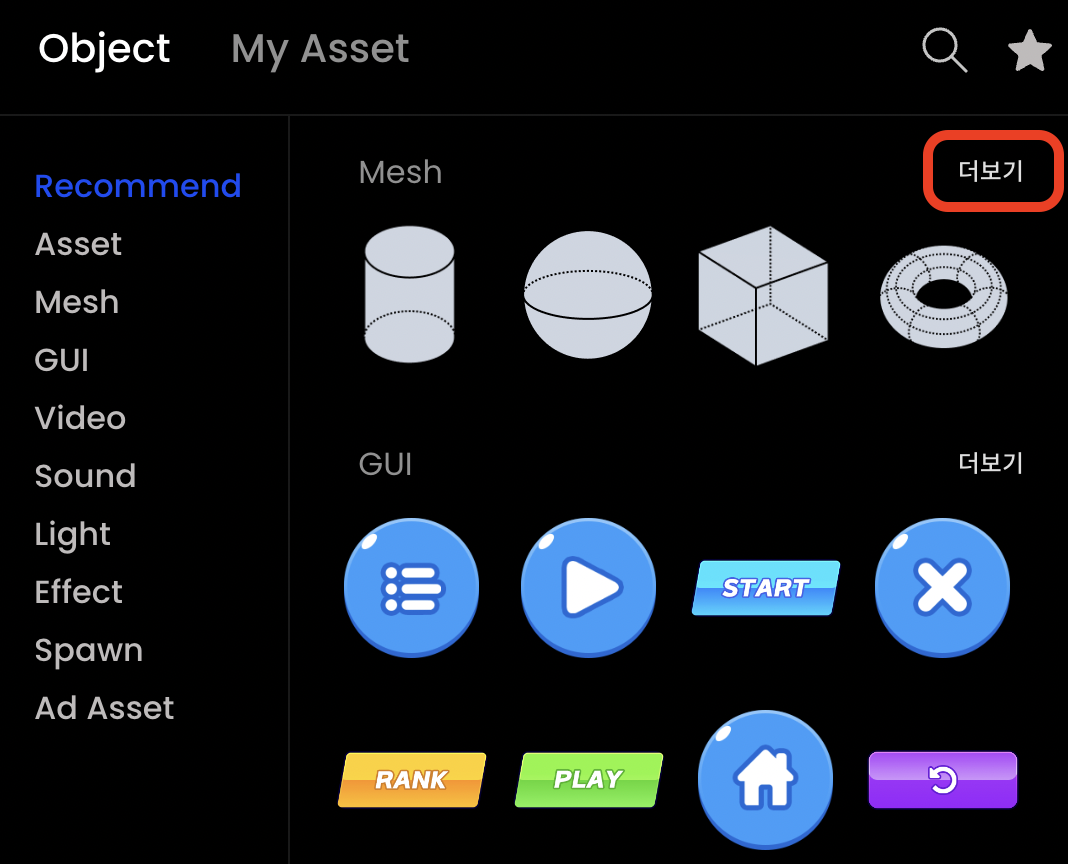 Object My Asset
Recommend
Asset
Mesh
GUI
Video
Sound
Light
Effect
Spawn
Ad Asset
Mesh 더보기
GUI 더보기
START
RANK PLAY